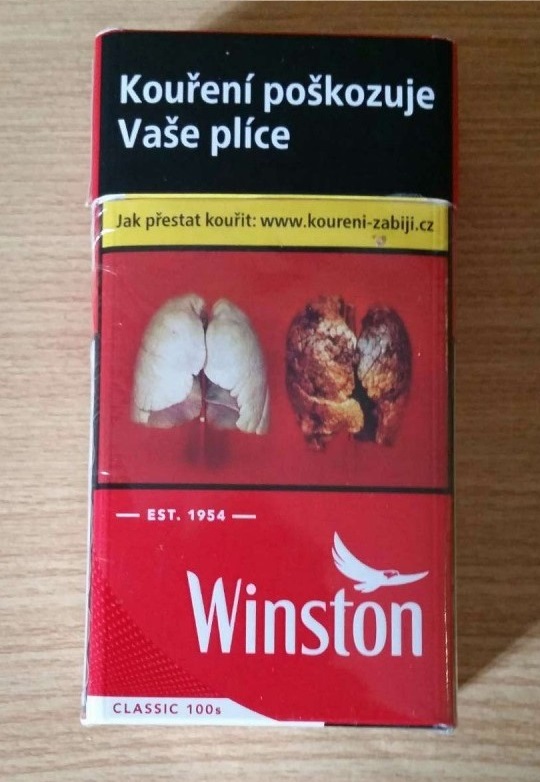 Kouření poškozuje
Vaše plíce
Jak přestat kouřit: www.koureni-zabiji.cz
EST. 1954
Winston
CLASSIC 100s